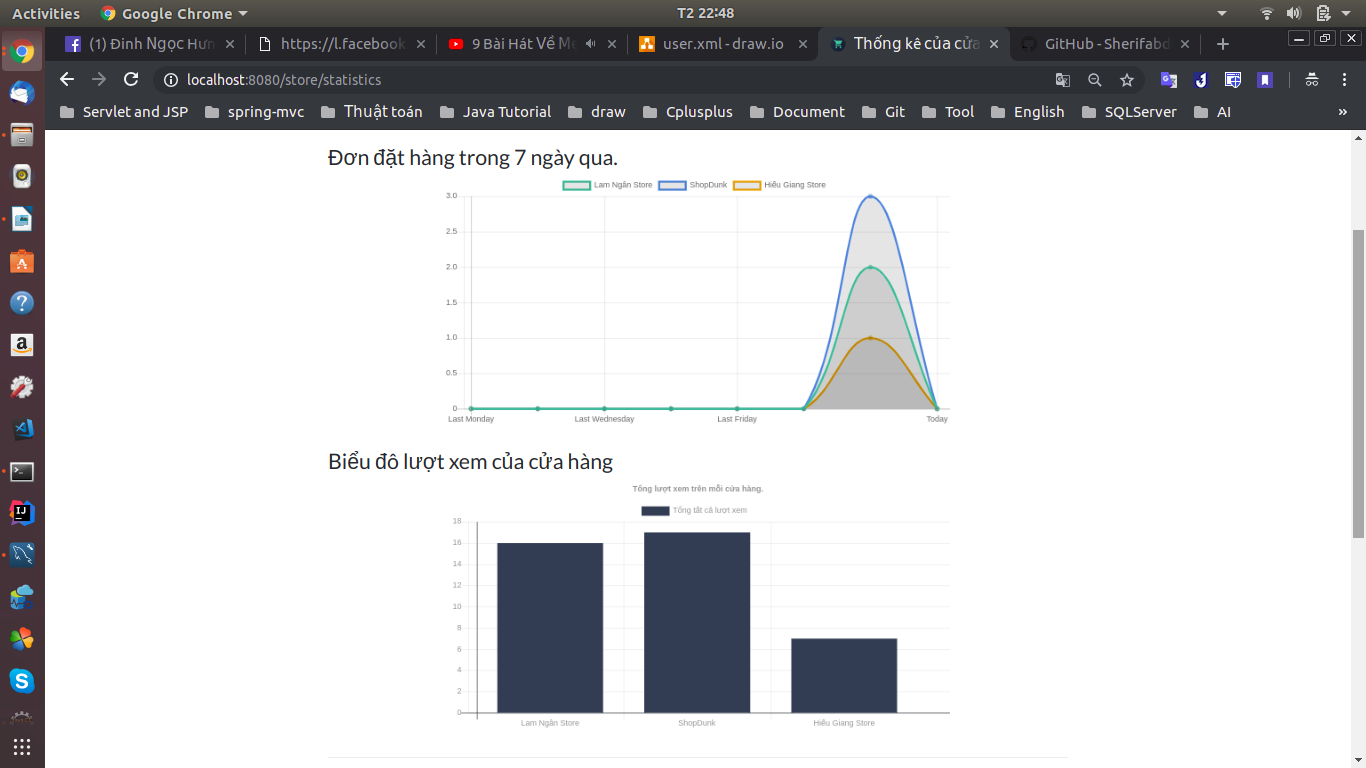 Activities Google Chrome T2 22:48
(1) Đinh Ngọc Hưn https://l.facebook 9 Bài Hát Về Mẹ user.xml - draw.io Thống kê của cửa GitHub - Sherifabd
localhost:8080/store/statistics
Servlet and JSP spring-mvc Thuật toán Java Tutorial draw Cplusplus Document Git Tool English SQLServer AI »
Đơn đặt hàng trong 7 ngày qua.
Lam Ngân Store ShopDunk Hiếu Giang Store
3.0
2.5
2.0
1.5
1.0
0.5
0
Last Monday Last Wednesday Last Friday Today
Biểu đô lượt xem của cửa hàng
Tổng lượt xem trên mỗi cửa hàng.
Tổng tất cả lượt xem
18
16
14
12
10
8
6
4
2
0
Lam Ngân Store ShopDunk Hiếu Giang Store